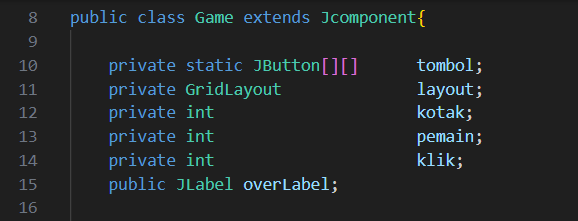 8 public class Game extends Jcomponent{
9
10 private static JButton[][] tombol;
11 private GridLayout layout;
12 private int kotak;
13 private int pemain;
14 private int klik;
15 public JLabel overLabel;
16